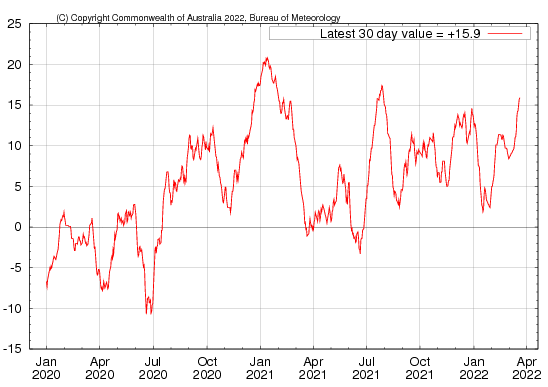 (C) Copyright Commonwealth of Australia 2022, Bureau of Meteorology
Latest 30 day value = +15.9
25
20
15
10
5
0
-5
-10
-15
Jan Apr Jul Oct Jan Apr Jul Oct Jan Apr
2020 2020 2020 2020 2021 2021 2021 2021 2022 2022